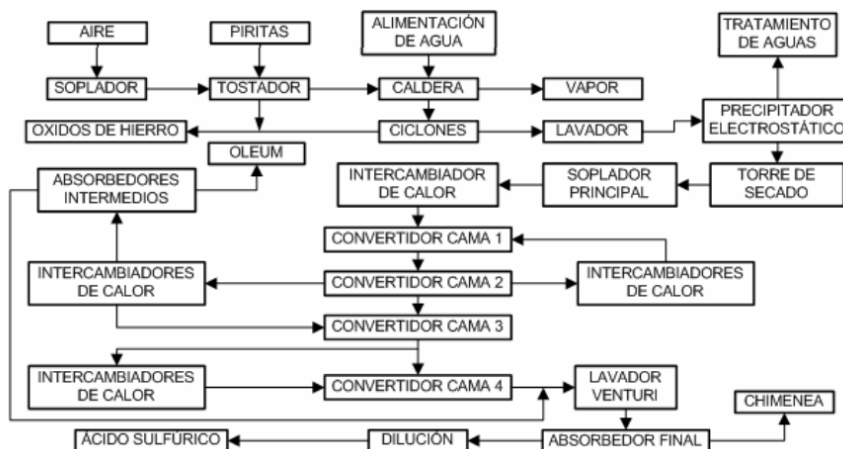 AIRE
PIRITAS
ALIMENTACIÓN
DE AGUA
TRATAMIENTO
DE AGUAS
SOPLADOR
TOSTADOR
CALDERA
VAPOR
PRECIPITADOR
ELECTROSTÁTICO
OXIDOS DE HIERRO
CICLONES
LAVADOR
OLEUM
ABSORBEDORES
INTERMEDIOS
INTERCAMBIADOR
DE CALOR
SOPLADOR
PRINCIPAL
TORRE DE
SECADO
CONVERTIDOR CAMA 1
INTERCAMBIADORES
DE CALOR
CONVERTIDOR CAMA 2
INTERCAMBIADORES
DE CALOR
CONVERTIDOR CAMA 3
INTERCAMBIADORES
DE CALOR
CONVERTIDOR CAMA 4
LAVADOR
VENTURI
CHIMENEA
ÁCIDO SULFÚRICO
DILUCIÓN
ABSORBEDOR FINAL